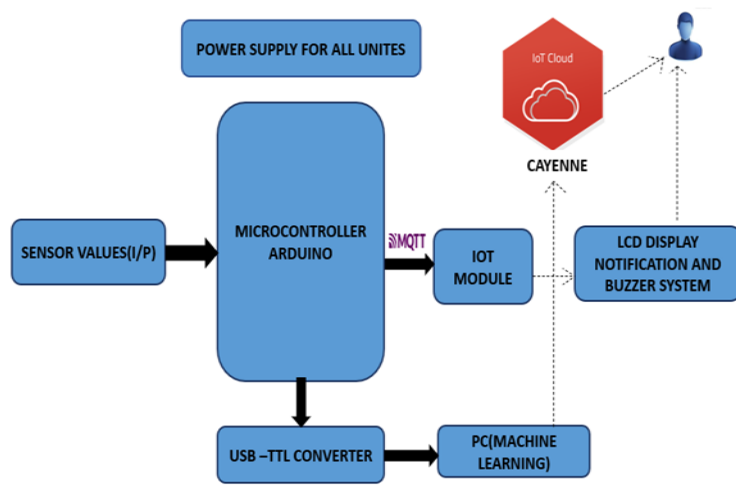 POWER SUPPLY FOR ALL UNITES
IoT Cloud
CAYENNE
SENSOR VALUES(I/P)
MICROCONTROLLER
ARDUINO
MQTT
IOT
MODULE
LCD DISPLAY
NOTIFICATION AND
BUZZER SYSTEM
USB –TTL CONVERTER
PC(MACHINE
LEARNING)